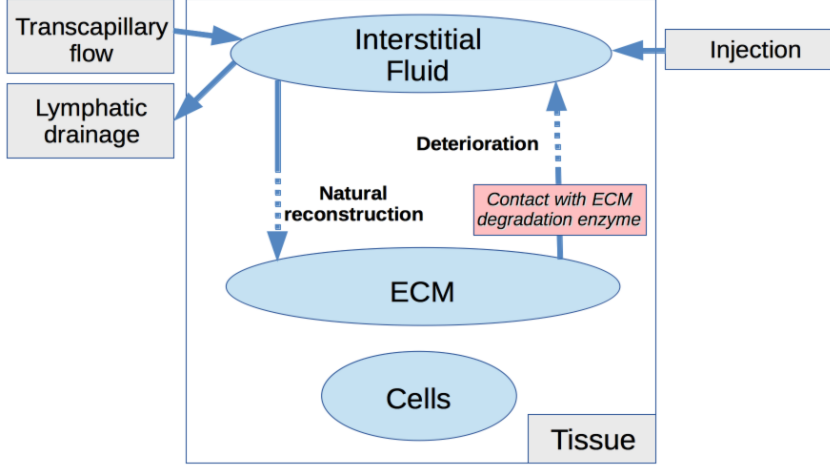 Transcapillary
flow
Interstitial
Fluid
Injection
Lymphatic
drainage
Deterioration
Natural
reconstruction
Contact with ECM
degradation enzyme
ECM
Cells
Tissue